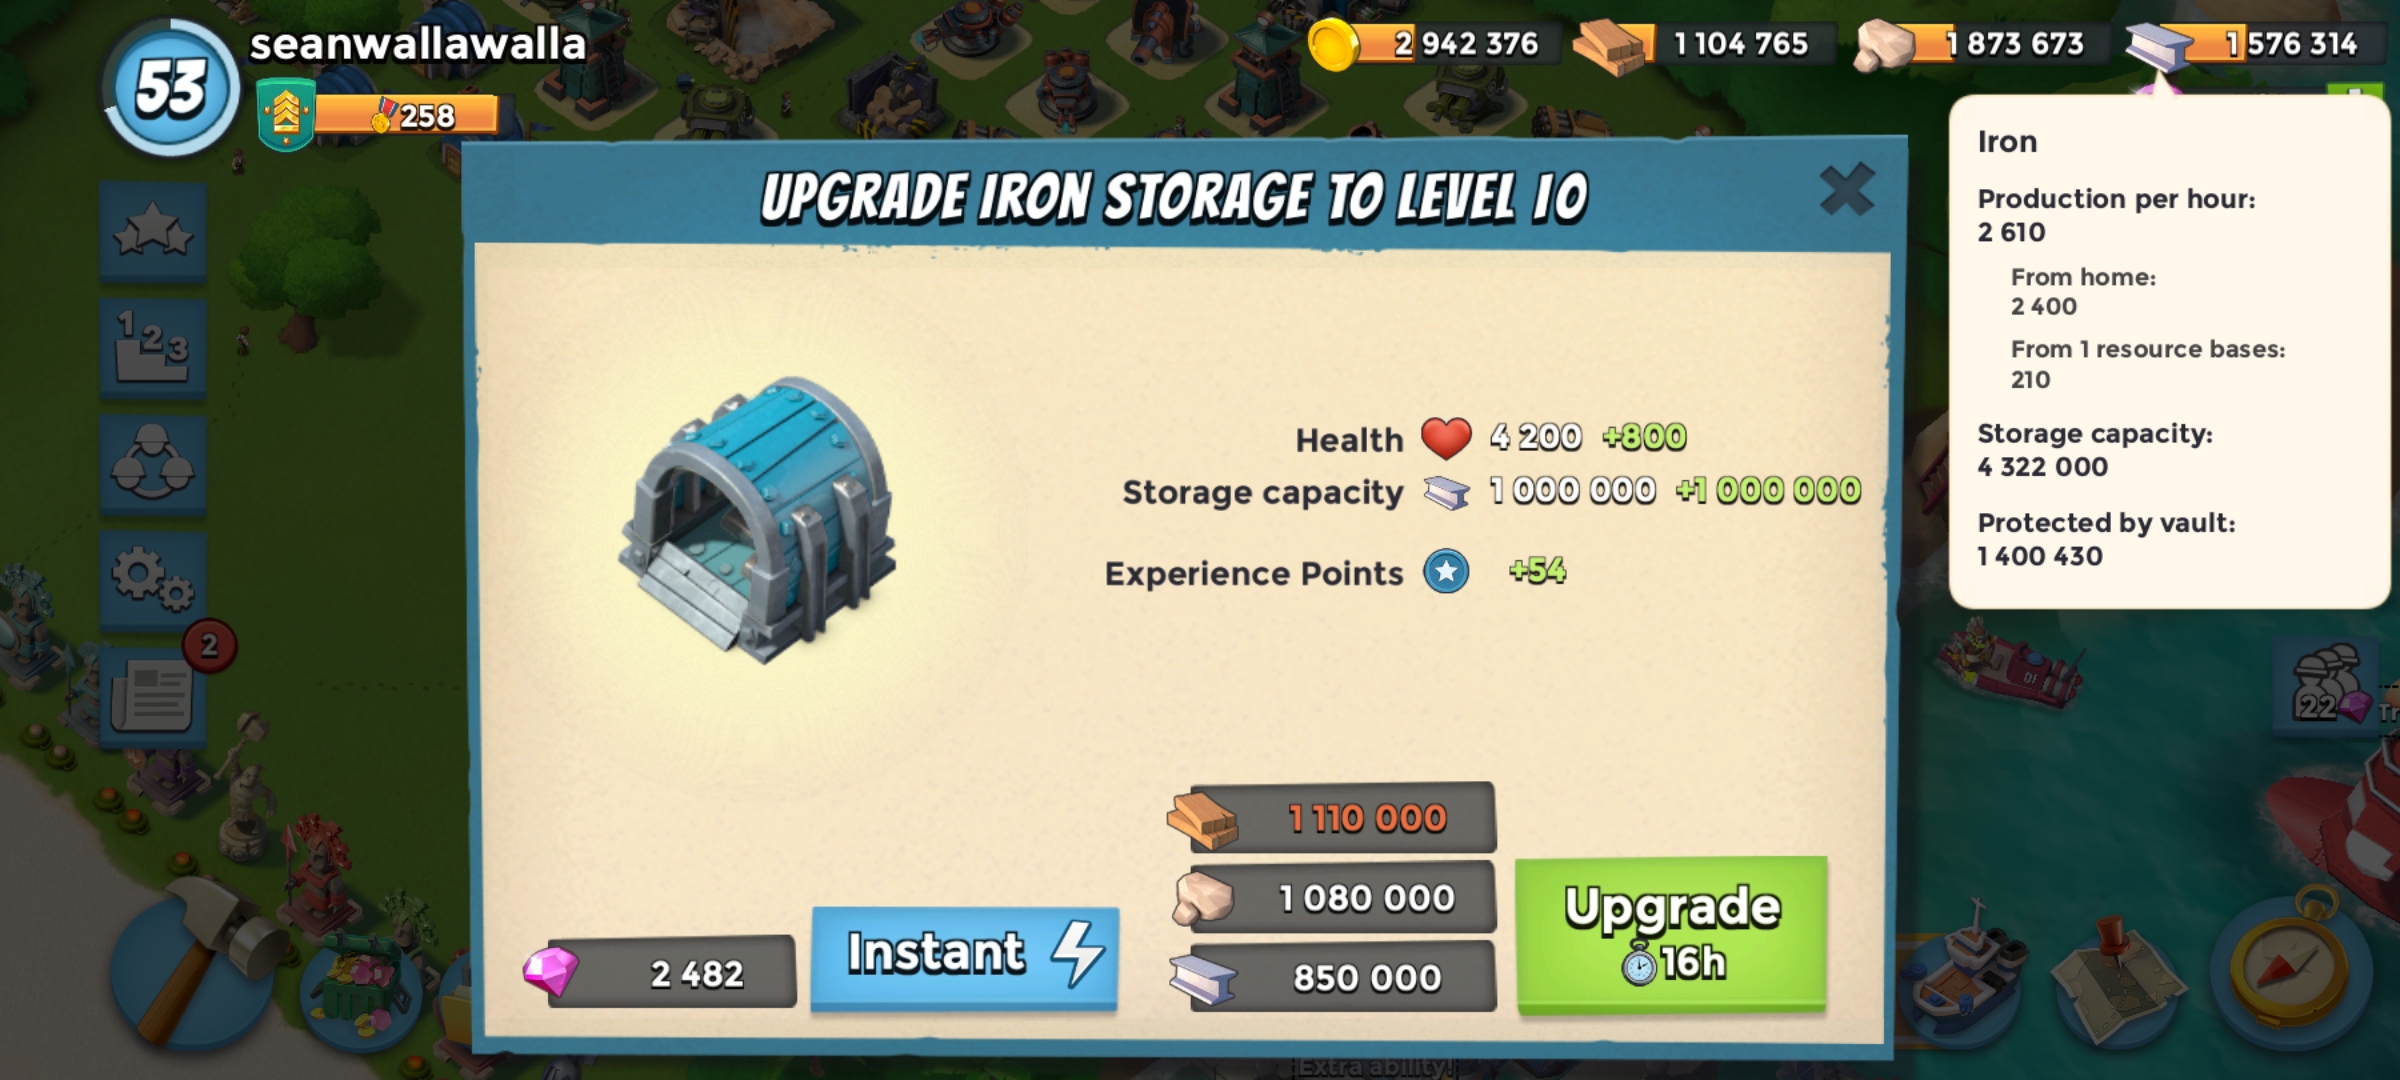 53
seanwallawalla
258
2 942 376
1 104 765
1 873 673
1 576 314
UPGRADE IRON STORAGE TO LEVEL 10
Iron
Production per hour:
2 610
From home:
2 400
From 1 resource bases:
210
Storage capacity:
4 322 000
Protected by vault:
1 400 430
1 2 3
2
Health 4 200 +800
Storage capacity 1 000 000 +1 000 000
Experience Points +54
DF
22
1 110 000
1 080 000
850 000
2 482
Instant
Upgrade
16h
Extra ability!